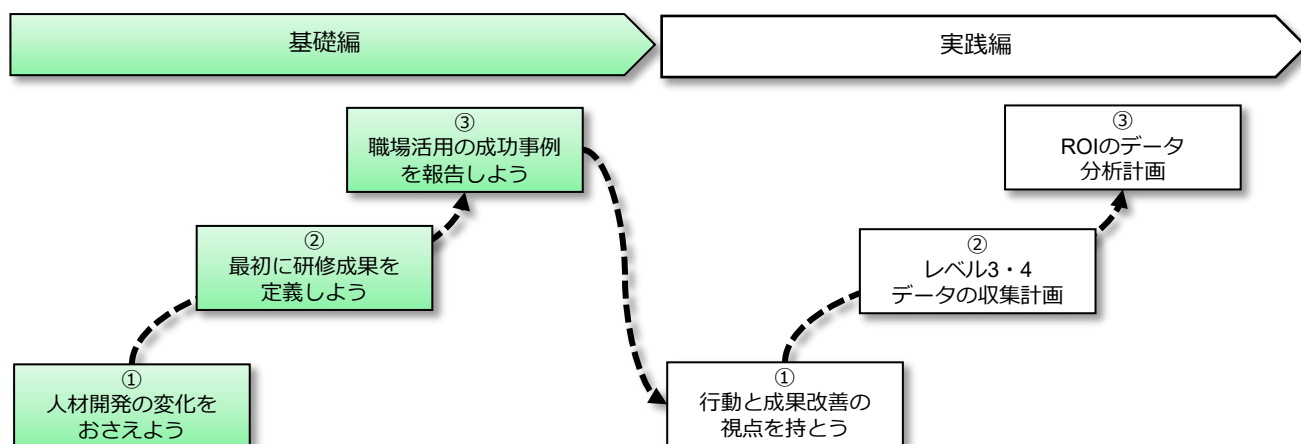 基礎編
実践編
③
職場活用の成功事例
を報告しよう
③
ROIのデータ
分析計画
②
最初に研修成果を
定義しよう
②
レベル3・4
データの収集計画
①
人材開発の変化を
おさえよう
①
行動と成果改善の
視点を持とう